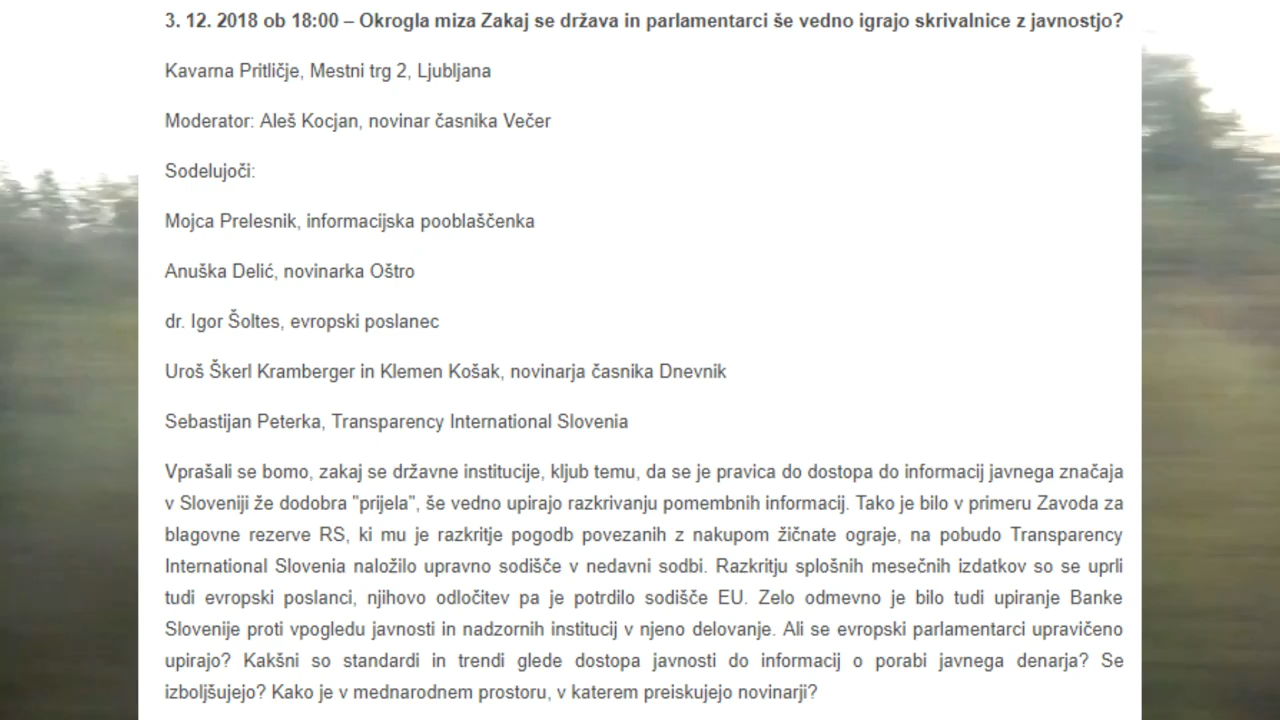 3. 12. 2018 ob 18:00 – Okrogla miza Zakaj se država in parlamentarci še vedno igrajo skrivalnice z javnostjo?
Kavarna Pritličje, Mestni trg 2, Ljubljana
Moderator: Aleš Kocjan, novinar časnika Večer
Sodelujoči:
Mojca Prelesnik, informacijska pooblaščenka
Anuška Delić, novinarka Oštro
dr. Igor Šoltes, evropski poslanec
Uroš Škerl Kramberger in Klemen Košak, novinarja časnika Dnevnik
Sebastijan Peterka, Transparency International Slovenia
Vprašali se bomo, zakaj se državne institucije, kljub temu, da se je pravica do dostopa do informacij javnega značaja
v Sloveniji že dodobra "prijela", še vedno upirajo razkrivanju pomembnih informacij. Tako je bilo v primeru Zavoda za
blagovne rezerve RS, ki mu je razkritje pogodb povezanih z nakupom žičnate ograje, na pobudo Transparency
International Slovenia naložilo upravno sodišče v nedavni sodbi. Razkritju splošnih mesečnih izdatkov so se uprli
tudi evropski poslanci, njihovo odločitev pa je potrdilo sodišče EU. Zelo odmevno je bilo tudi upiranje Banke
Slovenije proti vpogledu javnosti in nadzornih institucij v njeno delovanje. Ali se evropski parlamentarci upravičeno
upirajo? Kakšni so standardi in trendi glede dostopa javnosti do informacij o porabi javnega denarja? Se
izboljšujejo? Kako je v mednarodnem prostoru, v katerem preiskujejo novinarji?